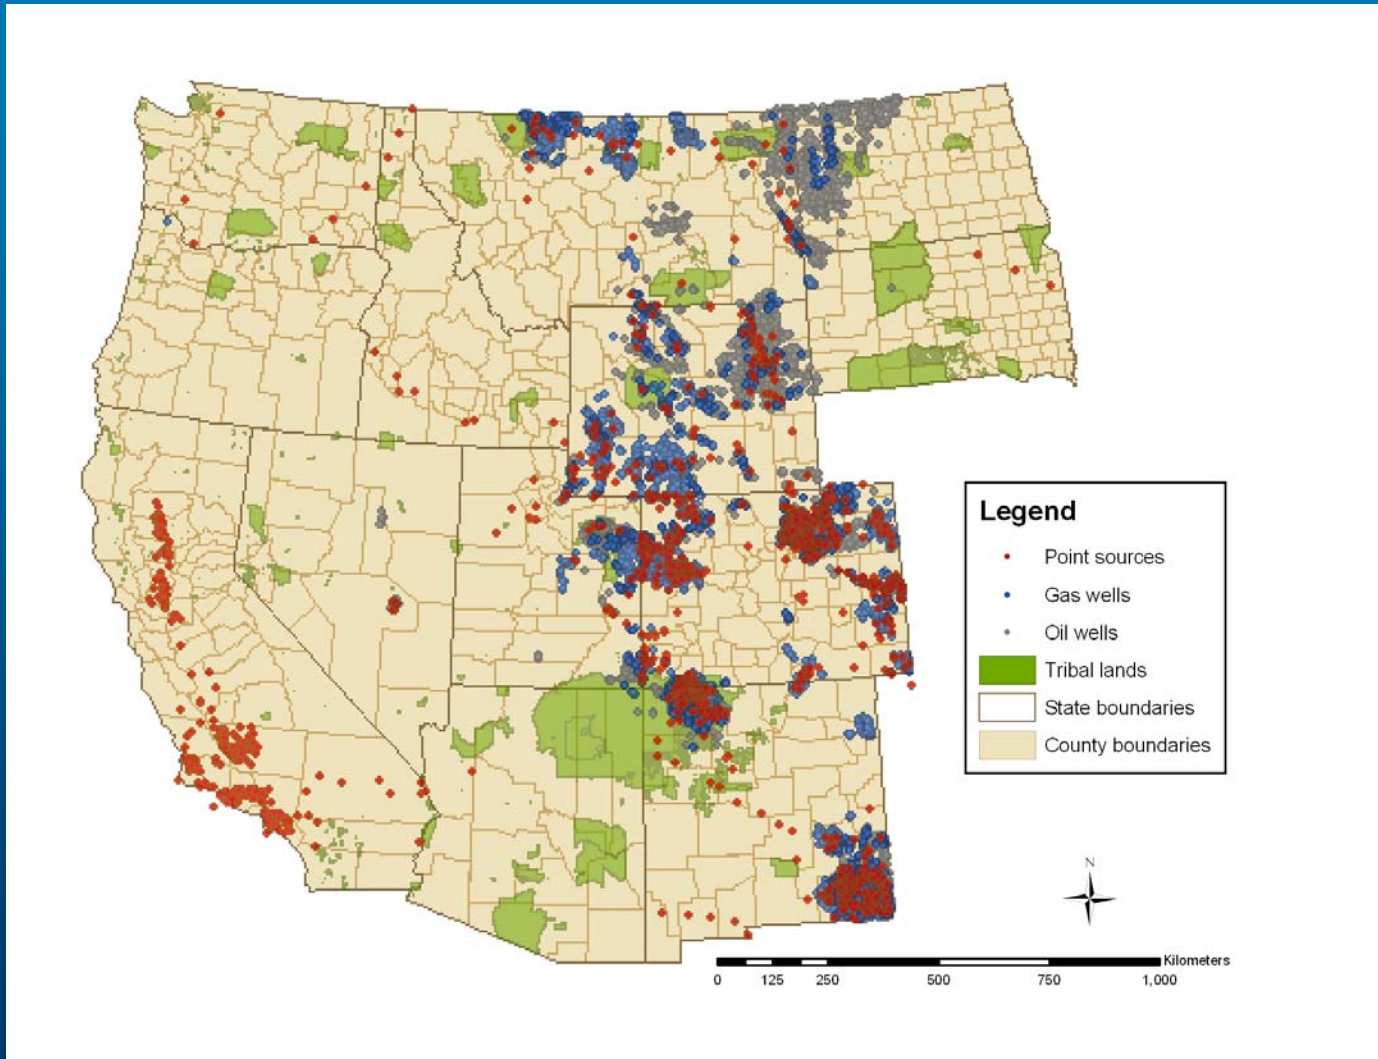 Legend
Point sources
Gas wells
Oil wells
Tribal lands
State boundaries
County boundaries
N
Kilometers
0 125 250 500 750 1,000